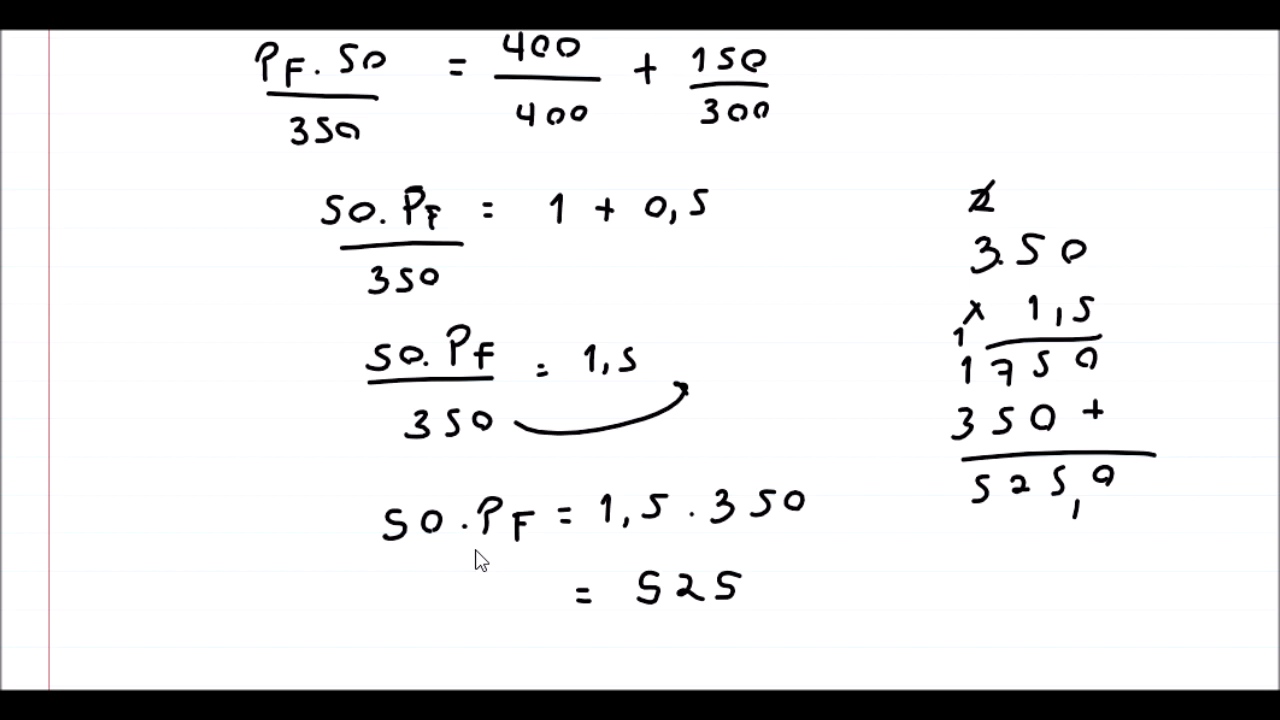 PF . 50 / 350 = 400 / 400 + 150 / 300
50 . PF / 350 = 1 + 0,5
50 . PF / 350 = 1,5
50 . PF = 1,5 . 350
= 525
2
350
x 1,5
1
1750
350 +
525,0